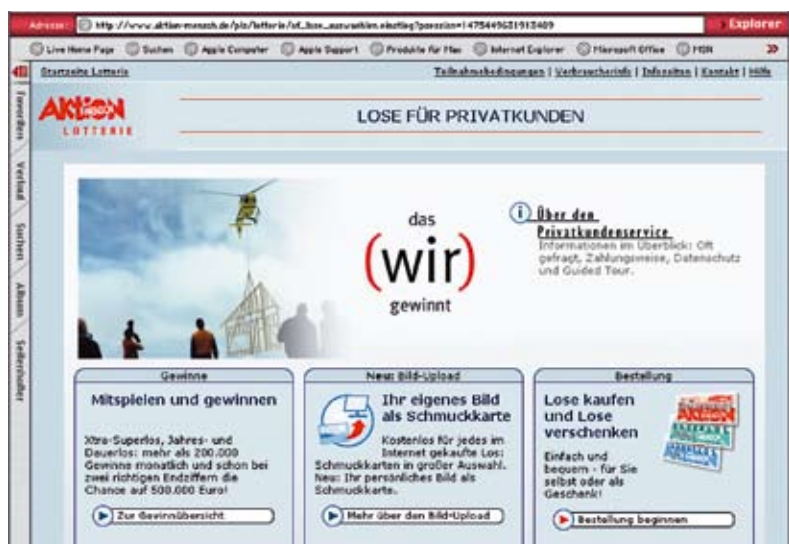 Adresse: http://www.aktion-mensch.de/plz/lotterie/
Explorer
Live Home Page Suchen Apple Computer Apple Support Produkte für Mac Internet Explorer Microsoft Office MSN
Favoriten
Verlauf
Suchen
Album
Seitenhalter
Startseite Lotterie
Teilnahmebedingungen | Verbraucherinfo | Infoseiten | Kontakt | Hilfe
AKTION MENSCH
LOTTERIE
LOSE FÜR PRIVATKUNDEN
das
(wir)
gewinnt
Über den
Privatkundenservice
Informationen im Überblick: Oft
gefragt, Zahlungsweise, Datenschutz
und Guided Tour.
Gewinne
Mitspielen und gewinnen
Xtra-Superlos, Jahres- und
Dauerlos: mehr als 200.000
Gewinne monatlich und schon bei
zwei richtigen Endziffern die
Chance auf 500.000 Euro!
Zur Gewinnübersicht
Neu: Bild-Upload
Ihr eigenes Bild
als Schmuckkarte
Kostenlos für jedes im
Internet gekaufte Los:
Schmuckkarten in großer Auswahl.
Neu: Ihr persönliches Bild als
Schmuckkarte.
Mehr über den Bild-Upload
Bestellung
Lose kaufen
und Lose
verschenken
Einfach und
bequem - für Sie
selbst oder als
Geschenk!
Bestellung beginnen